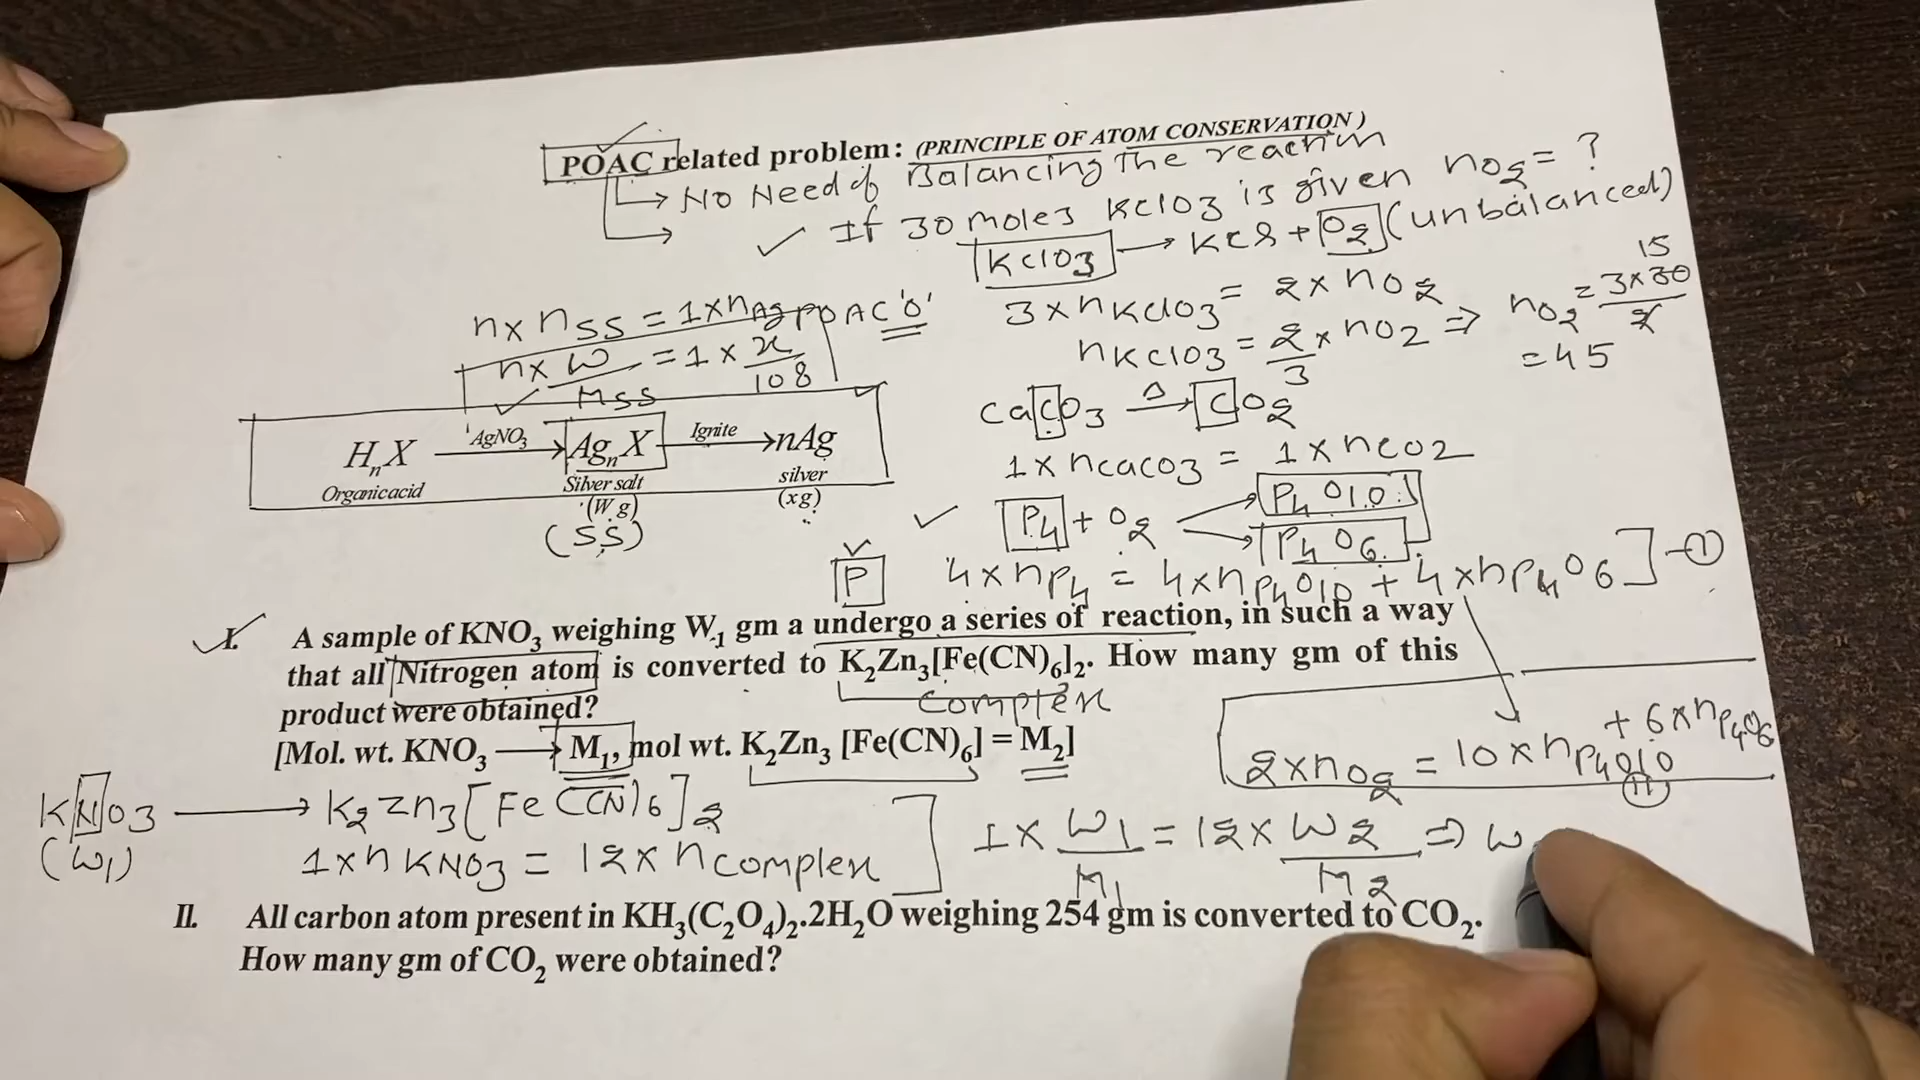 POAC related problem: (PRINCIPLE OF ATOM CONSERVATION)
→ No Need of Balancing The reaction
→
✓ If 30 moles KClO3 is given nO2 = ?
KClO3 → KCl + O2 (unbalanced)
3 × nKClO3 = 2 × nO2
POAC 'O'
nKClO3 = 2/3 × nO2 ⇒ nO2 = 3×30/2 15
= 45
n × nSS = 1 × nAg
n × W/MSS = 1 × x/108
HnX —AgNO3→ AgnX —Ignite→ nAg
Organic acid Silver salt silver
(W g) (xg)
(SS)
CaCO3 —Δ→ CO2
1 × nCaCO3 = 1 × nCO2
✓ P4 + O2 → P4O10
→ P4O6
P 4 × nP4 = 4 × nP4O10 + 4 × nP4O6] - ①
2 × nO2 = 10 × nP4O10 + 6 × nP4O6
II
I. A sample of KNO3 weighing W1 gm a undergo a series of reaction, in such a way
that all Nitrogen atom is converted to K2Zn3[Fe(CN)6]2. How many gm of this
product were obtained?
complex
[Mol. wt. KNO3 → M1, mol wt. K2Zn3 [Fe(CN)6] = M2]
KNO3 → K2Zn3[Fe(CN)6]2
(W1) 1 × nKNO3 = 12 × ncomplex
1 × W1/M1 = 12 × W2/M2 ⇒ W
II. All carbon atom present in KH3(C2O4)2.2H2O weighing 254 gm is converted to CO2.
How many gm of CO2 were obtained?